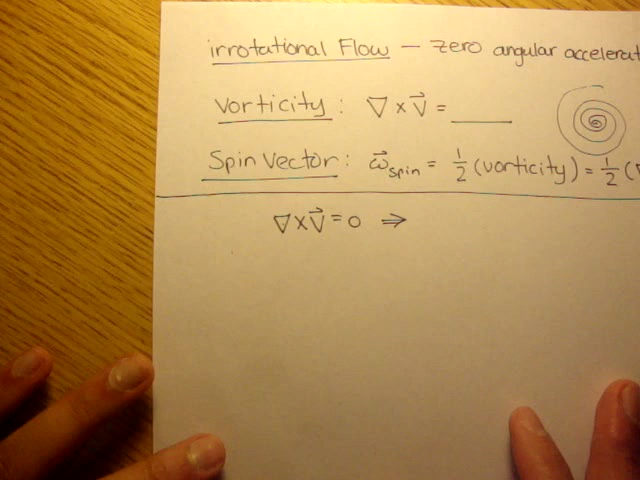 irrotational Flow — zero angular accelerat
Vorticity: ∇ × V⃗ = ____
Spin Vector: ω⃗spin = 1/2 (vorticity) = 1/2 (
∇×V⃗ = 0 ⇒